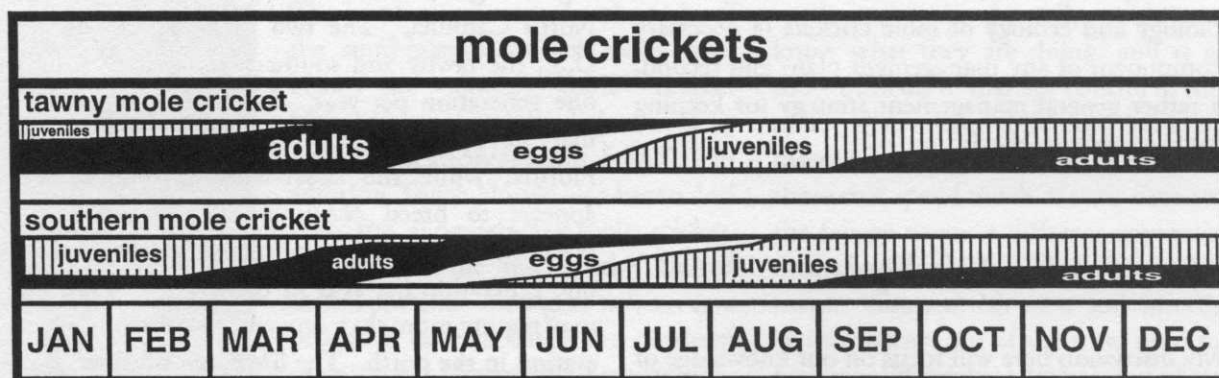 mole crickets
tawny mole cricket
juveniles
adults
eggs
juveniles
adults
southern mole cricket
juveniles
adults
eggs
juveniles
adults
JAN FEB MAR APR MAY JUN JUL AUG SEP OCT NOV DEC